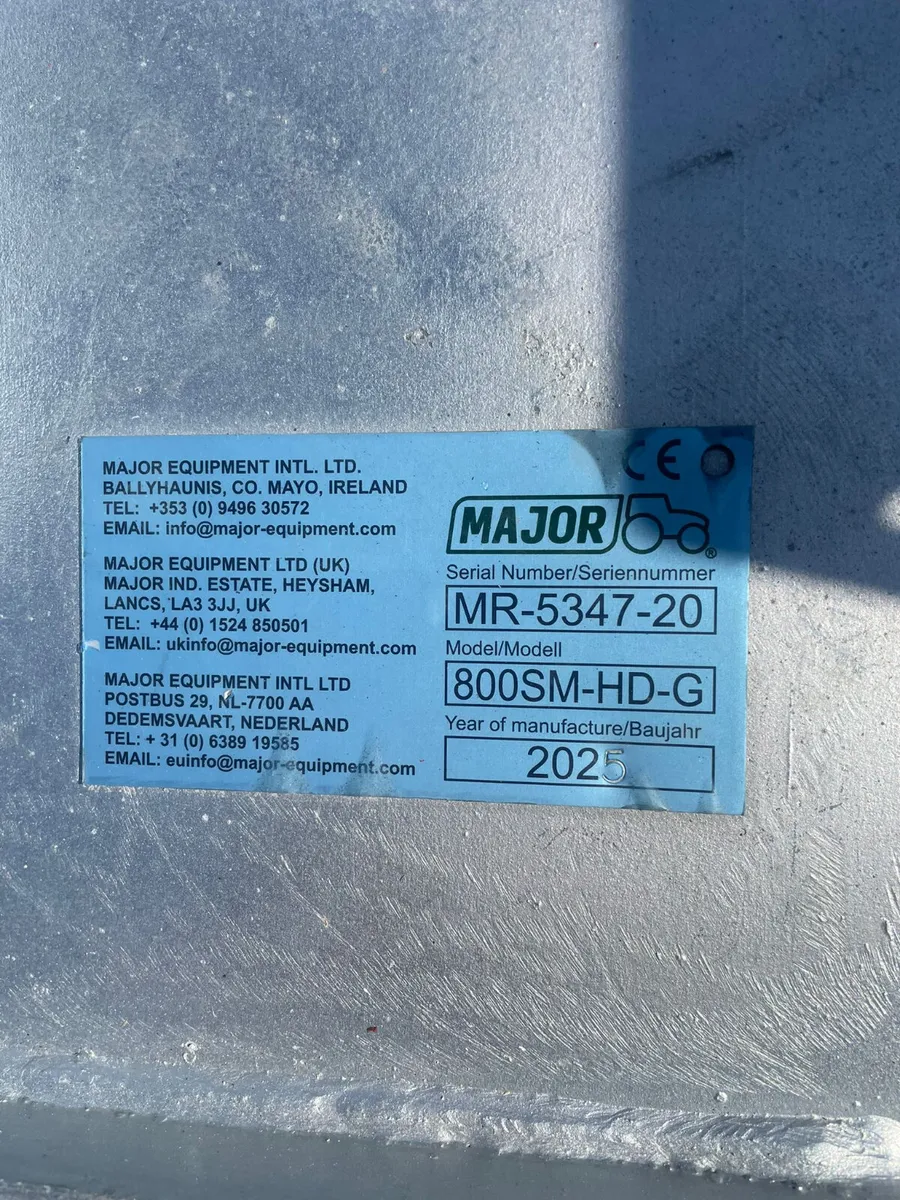 MAJOR EQUIPMENT INTL. LTD.
BALLYHAUNIS, CO. MAYO, IRELAND
TEL: +353 (0) 9496 30572
EMAIL: info@major-equipment.com
MAJOR EQUIPMENT LTD (UK)
MAJOR IND. ESTATE, HEYSHAM,
LANCS, LA3 3JJ, UK
TEL: +44 (0) 1524 850501
EMAIL: ukinfo@major-equipment.com
MAJOR EQUIPMENT INTL LTD
POSTBUS 29, NL-7700 AA
DEDEMSVAART, NEDERLAND
TEL: + 31 (0) 6389 19585
EMAIL: euinfo@major-equipment.com
CE
MAJOR®
Serial Number/Seriennummer
MR-5347-20
Model/Modell
800SM-HD-G
Year of manufacture/Baujahr
2025